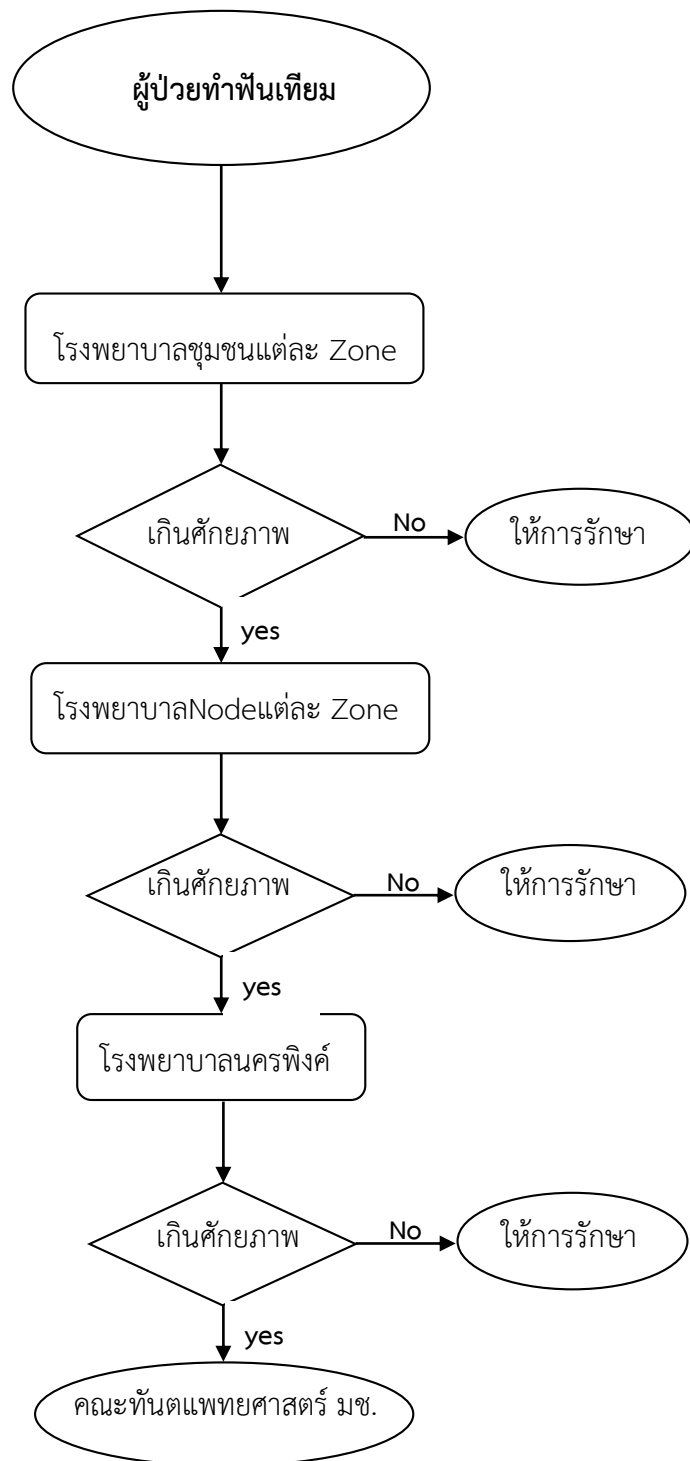 ผู้ป่วยทำฟันเทียม
โรงพยาบาลชุมชนแต่ละ Zone
เกินศักยภาพ
No
ให้การรักษา
yes
โรงพยาบาลNodeแต่ละ Zone
เกินศักยภาพ
No
ให้การรักษา
yes
โรงพยาบาลนครพิงค์
เกินศักยภาพ
No
ให้การรักษา
yes
คณะทันตแพทยศาสตร์ มช.